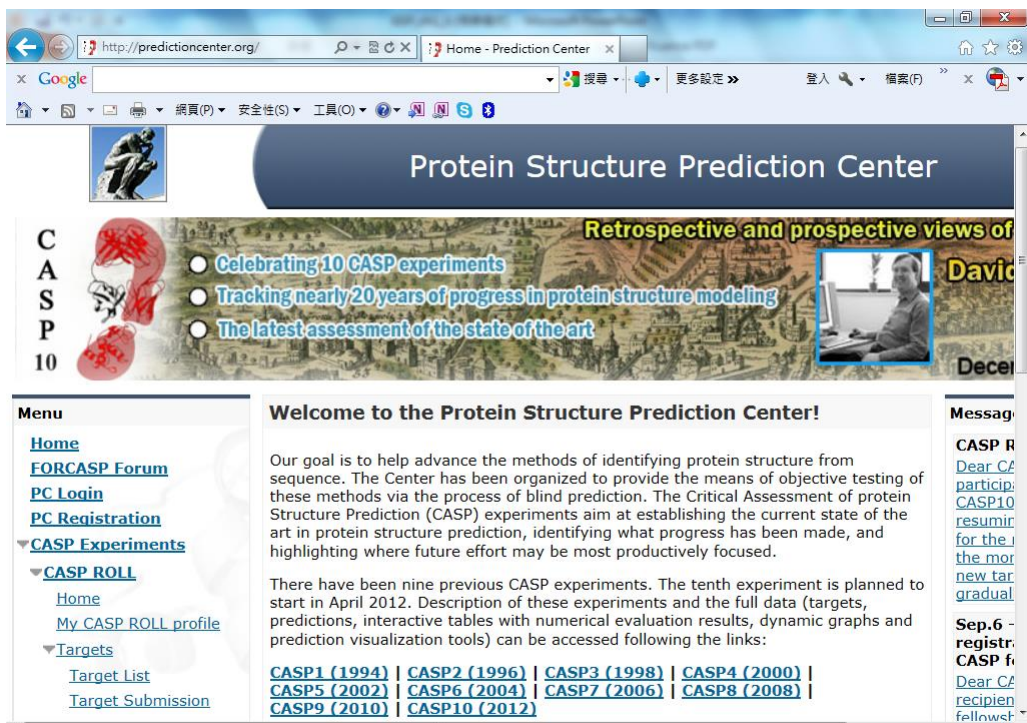 http://predictioncenter.org/
Home - Prediction Center
x Google
搜尋
更多設定 »
登入
檔案(F)
網頁(P)
安全性(S)
工具(O)
Protein Structure Prediction Center
C
A
S
P
10
Retrospective and prospective views of
Celebrating 10 CASP experiments
David
Tracking nearly 20 years of progress in protein structure modeling
The latest assessment of the state of the art
Decem
Menu
Home
FORCASP Forum
PC Login
PC Registration
CASP Experiments
CASP ROLL
Home
My CASP ROLL profile
Targets
Target List
Target Submission
Welcome to the Protein Structure Prediction Center!
Our goal is to help advance the methods of identifying protein structure from
sequence. The Center has been organized to provide the means of objective testing of
these methods via the process of blind prediction. The Critical Assessment of protein
Structure Prediction (CASP) experiments aim at establishing the current state of the
art in protein structure prediction, identifying what progress has been made, and
highlighting where future effort may be most productively focused.
There have been nine previous CASP experiments. The tenth experiment is planned to
start in April 2012. Description of these experiments and the full data (targets,
predictions, interactive tables with numerical evaluation results, dynamic graphs and
prediction visualization tools) can be accessed following the links:
CASP1 (1994) | CASP2 (1996) | CASP3 (1998) | CASP4 (2000) |
CASP5 (2002) | CASP6 (2004) | CASP7 (2006) | CASP8 (2008) |
CASP9 (2010) | CASP10 (2012)
Messag
CASP R
Dear CA
participa
CASP10
resumin
for the
the mor
new tar
gradual
Sep.6 -
registra
CASP f
Dear CA
recipien
fellowsh